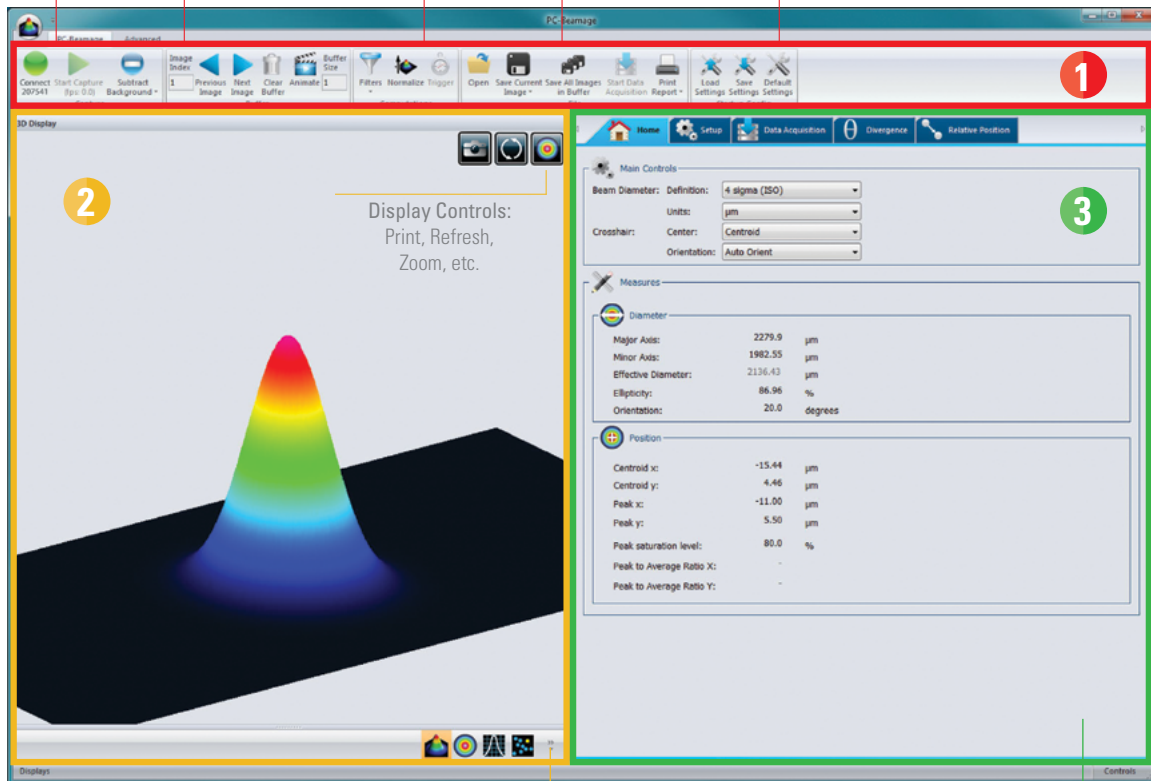 PC-Beamage
PC-Beamage Advanced
Connect 207541
Start Capture (fps: 0.0)
Subtract Background
Image Index
1
Previous Image
Next Image
Clear Buffer
Animate
Buffer Size
1
Filters
Normalize
Trigger
Open
Save Current Image
Save All Images in Buffer
Start Data Acquisition
Print Report
Load Settings
Save Settings
Default Settings
1
3D Display
2
Display Controls:
Print, Refresh,
Zoom, etc.
Displays
Home
Setup
Data Acquisition
Divergence
Relative Position
3
Main Controls
Beam Diameter: Definition: 4 sigma (ISO)
Units: µm
Crosshair: Center: Centroid
Orientation: Auto Orient
Measures
Diameter
Major Axis: 2279.9 µm
Minor Axis: 1982.55 µm
Effective Diameter: 2136.43 µm
Ellipticity: 86.96 %
Orientation: 20.0 degrees
Position
Centroid x: -15.44 µm
Centroid y: 4.46 µm
Peak x: -11.00 µm
Peak y: 5.50 µm
Peak saturation level: 80.0 %
Peak to Average Ratio X: -
Peak to Average Ratio Y: -
Controls